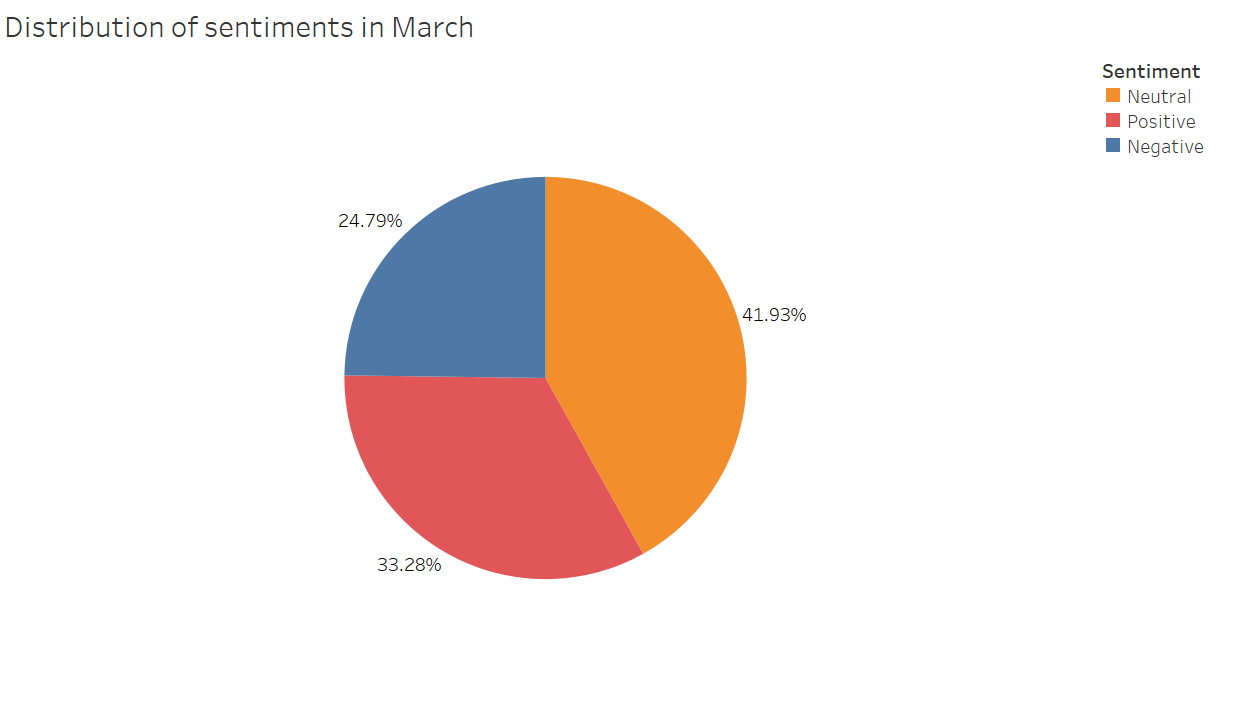 Distribution of sentiments in March
Sentiment
Neutral
Positive
Negative
24.79%
41.93%
33.28%